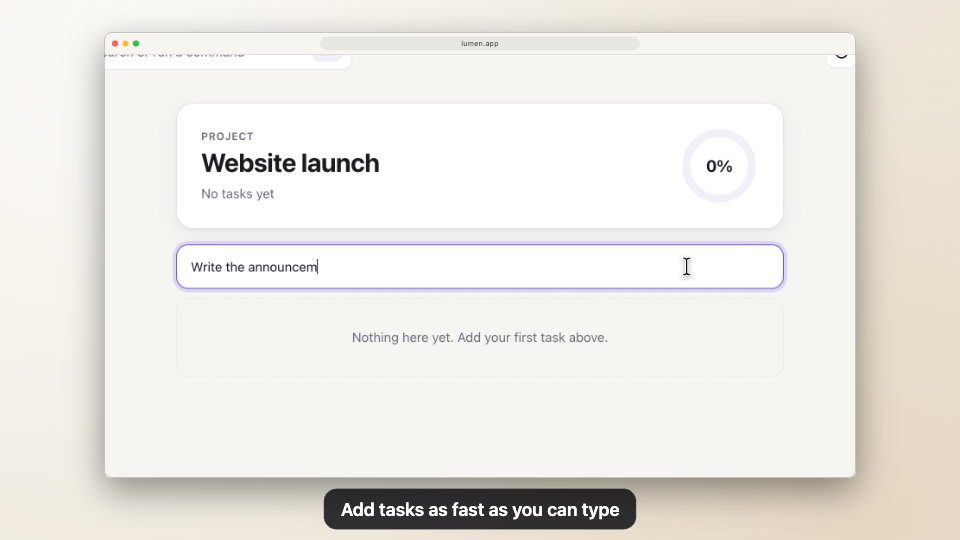 lumen.app
PROJECT
Website launch
No tasks yet
0%
Write the announcem
Nothing here yet. Add your first task above.
Add tasks as fast as you can type